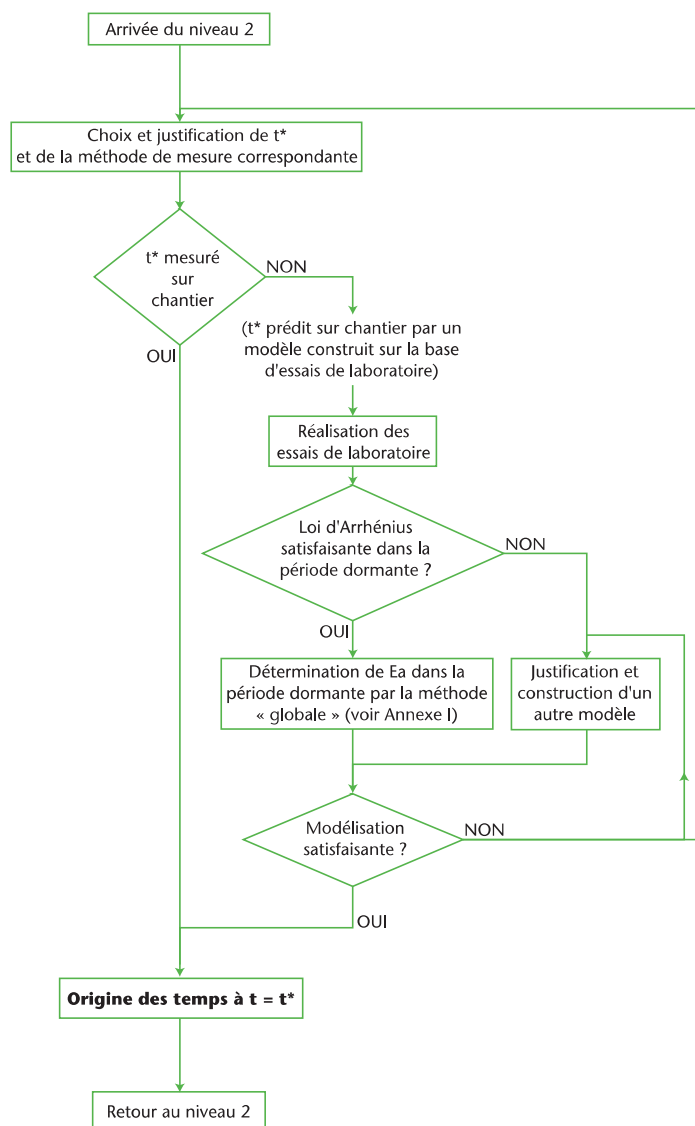 Arrivée du niveau 2
Choix et justification de t*
et de la méthode de mesure correspondante
t* mesuré
sur
chantier
NON
OUI
(t* prédit sur chantier par un
modèle construit sur la base
d'essais de laboratoire)
Réalisation des
essais de laboratoire
Loi d'Arrhénius
satisfaisante dans la
période dormante ?
NON
OUI
Détermination de Ea dans la
période dormante par la méthode
« globale » (voir Annexe I)
Justification et
construction d'un
autre modèle
Modélisation
satisfaisante ?
NON
OUI
Origine des temps à t = t*
Retour au niveau 2